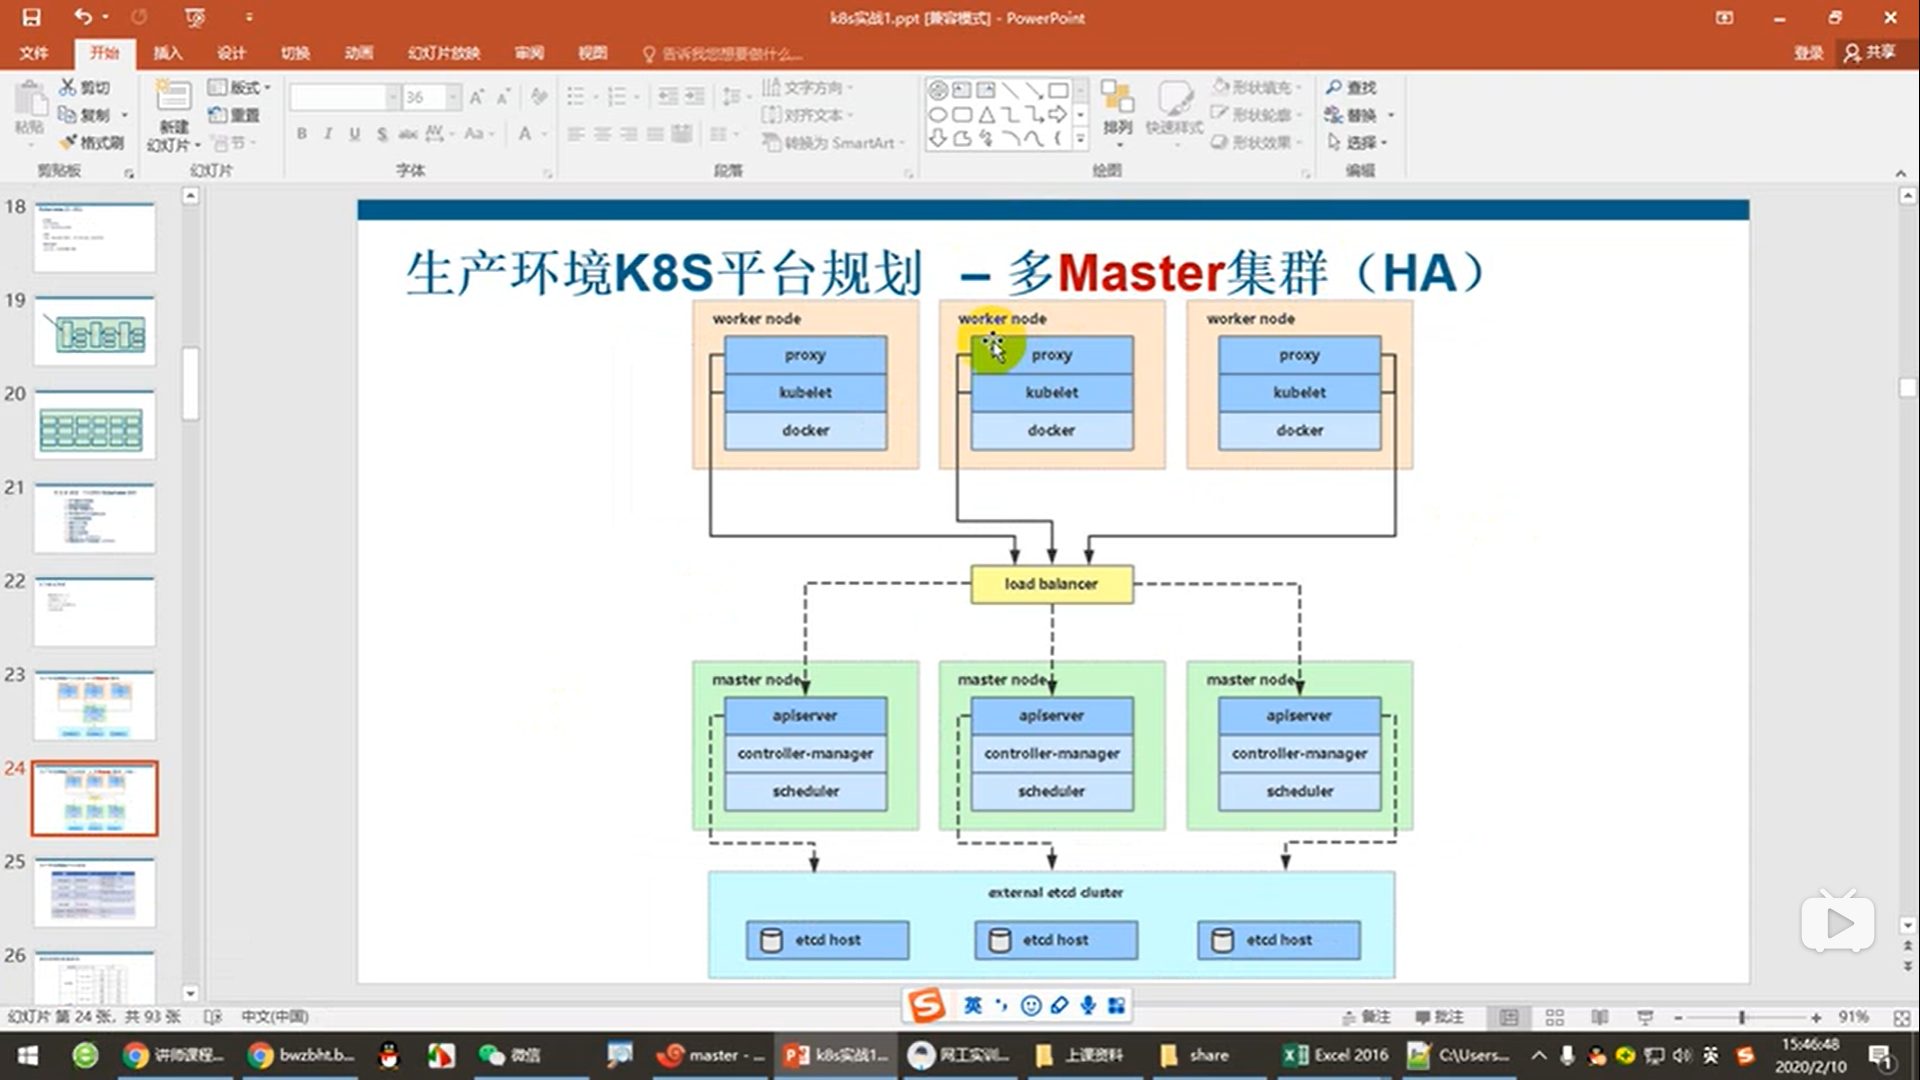 k8s实战1.ppt [兼容模式] - PowerPoint
文件 开始 插入 设计 切换 动画 幻灯片放映 审阅 视图 告诉我您想要做什么... 登录 共享
粘贴 剪切 复制 格式刷 剪贴板
新建幻灯片 版式 重置 节 幻灯片
36
B I U S abc AV Aa A 字体
文字方向 对齐文本 转换为 SmartArt 段落
排列 快速样式 形状填充 形状轮廓 形状效果 绘图
查找 替换 选择 编辑
18
19
20
21
22
23
24
25
26
生产环境K8S平台规划 – 多Master集群（HA）
worker node worker node worker node
proxy proxy proxy
kubelet kubelet kubelet
docker docker docker
load balancer
master node master node master node
apiserver apiserver apiserver
controller-manager controller-manager controller-manager
scheduler scheduler scheduler
external etcd cluster
etcd host etcd host etcd host
英
幻灯片 第 24 张，共 93 张 中文(中国) 备注 批注 91%
讲师课程... bwzbht.b... 微信 master - ... k8s实战1... 网工实训... 上课资料 share Excel 2016 C:\Users... 英 15:46:48
2020/2/10
1